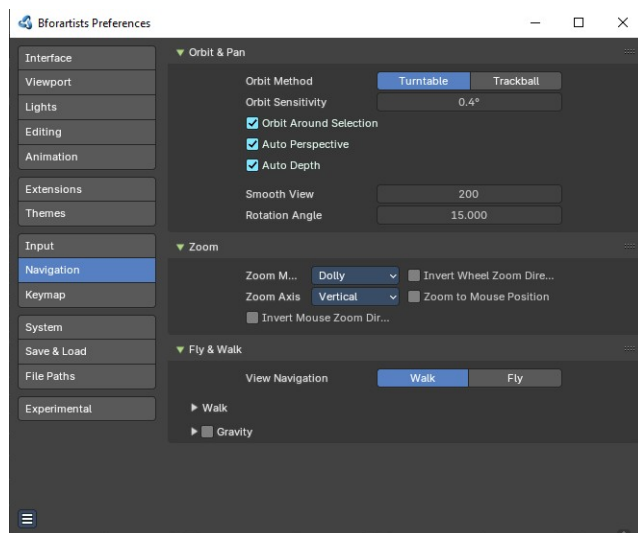 Bforartists Preferences
Interface
Viewport
Lights
Editing
Animation
Extensions
Themes
Input
Navigation
Keymap
System
Save & Load
File Paths
Experimental
Orbit & Pan
Orbit Method Turntable Trackball
Orbit Sensitivity 0.4°
Orbit Around Selection
Auto Perspective
Auto Depth
Smooth View 200
Rotation Angle 15.000
Zoom
Zoom M... Dolly Invert Wheel Zoom Dire...
Zoom Axis Vertical Zoom to Mouse Position
Invert Mouse Zoom Dir...
Fly & Walk
View Navigation Walk Fly
Walk
Gravity